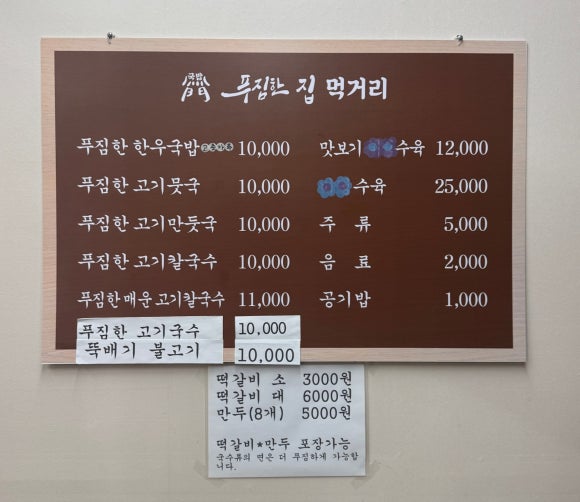 국밥
푸짐한 집 먹거리
푸짐한 한우국밥 10,000
푸짐한 고기뭇국 10,000
푸짐한 고기만둣국 10,000
푸짐한 고기칼국수 10,000
푸짐한 매운 고기칼국수 11,000
푸짐한 고기국수 10,000
뚝배기 불고기 10,000
맛보기 수육 12,000
수육 25,000
주 류 5,000
음 료 2,000
공기밥 1,000
떡갈비 소 3000원
떡갈비 대 6000원
만두(8개) 5000원
떡갈비*만두 포장가능
국수류의 면은 더 푸짐하게 가능합
니다.